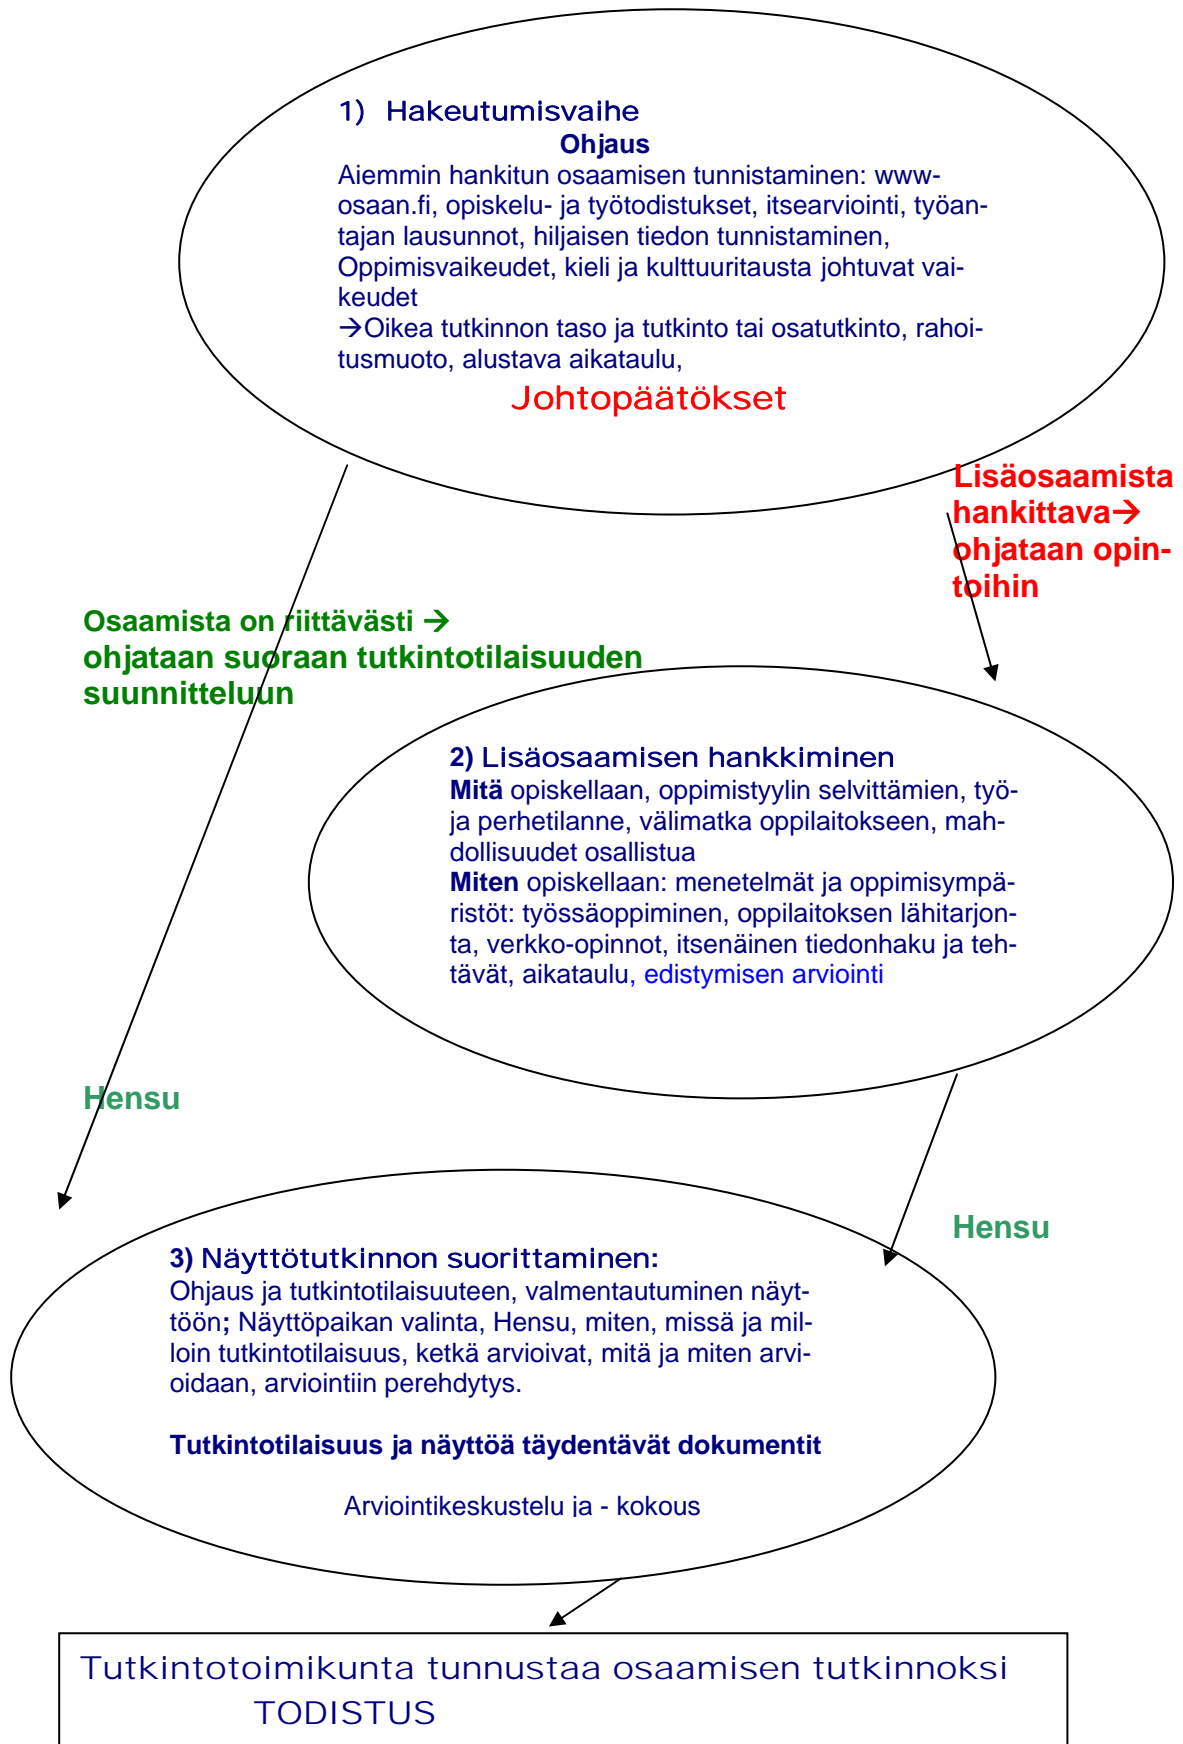 1) Hakeutumisvaihe
Ohjaus
Aiemmin hankitun osaamisen tunnistaminen: www-
osaan.fi, opiskelu- ja työtodistukset, itsearviointi, työan-
tajan lausunnot, hiljaisen tiedon tunnistaminen,
Oppimisvaikeudet, kieli ja kulttuuritausta johtuvat vai-
keudet
→Oikea tutkinnon taso ja tutkinto tai osatutkinto, rahoi-
tusmuoto, alustava aikataulu,
Johtopäätökset
Lisäosaamista
hankittava→
ohjataan opin-
toihin
Osaamista on riittävästi →
ohjataan suoraan tutkintotilaisuuden
suunnitteluun
2) Lisäosaamisen hankkiminen
Mitä opiskellaan, oppimistyylin selvittämien, työ-
ja perhetilanne, välimatka oppilaitokseen, mah-
dollisuudet osallistua
Miten opiskellaan: menetelmät ja oppimisympä-
ristöt: työssäoppiminen, oppilaitoksen lähitarjon-
ta, verkko-opinnot, itsenäinen tiedonhaku ja teh-
tävät, aikataulu, edistymisen arviointi
Hensu
Hensu
3) Näyttötutkinnon suorittaminen:
Ohjaus ja tutkintotilaisuuteen, valmentautuminen näyt-
töön; Näyttöpaikan valinta, Hensu, miten, missä ja mil-
loin tutkintotilaisuus, ketkä arvioivat, mitä ja miten arvi-
oidaan, arviointiin perehdytys.
Tutkintotilaisuus ja näyttöä täydentävät dokumentit
Arviointikeskustelu ja - kokous
Tutkintotoimikunta tunnustaa osaamisen tutkinnoksi
TODISTUS